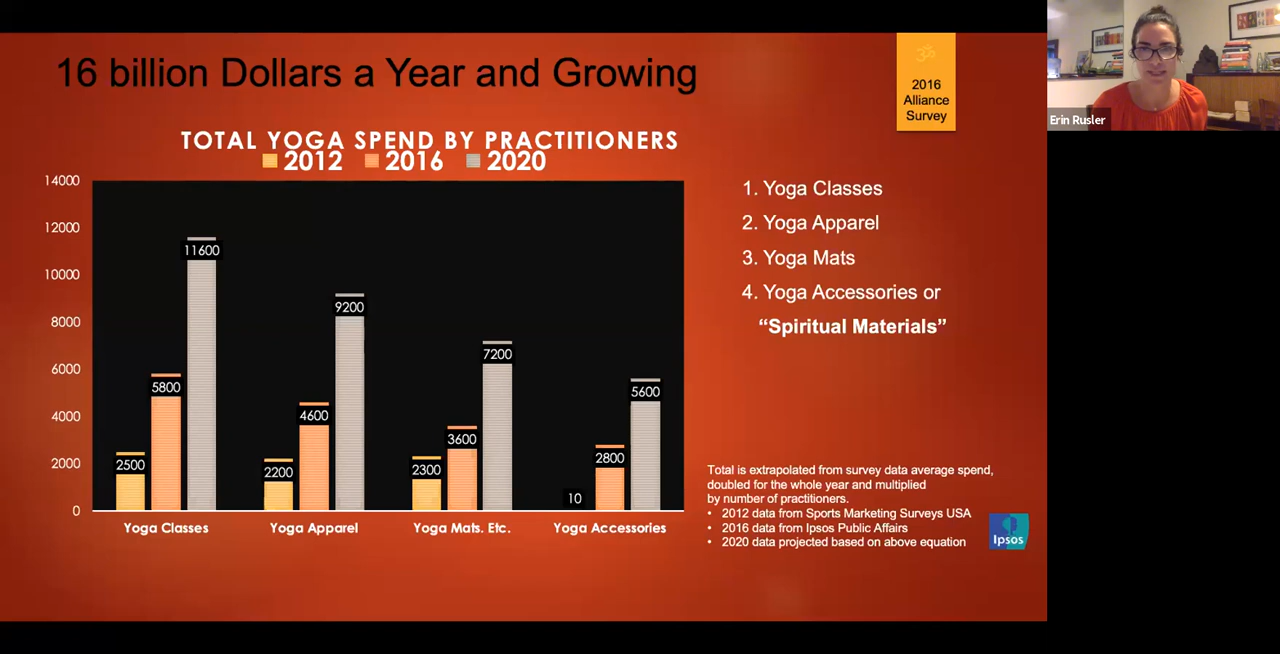 16 billion Dollars a Year and Growing
ॐ
2016
Alliance
Survey
Erin Rusler
TOTAL YOGA SPEND BY PRACTITIONERS
2012 2016 2020
14000
12000
10000
8000
6000
4000
2000
0
2500
5800
11600
2200
4600
9200
2300
3600
7200
10
2800
5600
Yoga Classes
Yoga Apparel
Yoga Mats. Etc.
Yoga Accessories
1. Yoga Classes
2. Yoga Apparel
3. Yoga Mats
4. Yoga Accessories or
“Spiritual Materials”
Total is extrapolated from survey data average spend,
doubled for the whole year and multiplied
by number of practitioners.
• 2012 data from Sports Marketing Surveys USA
• 2016 data from Ipsos Public Affairs
• 2020 data projected based on above equation
Ipsos